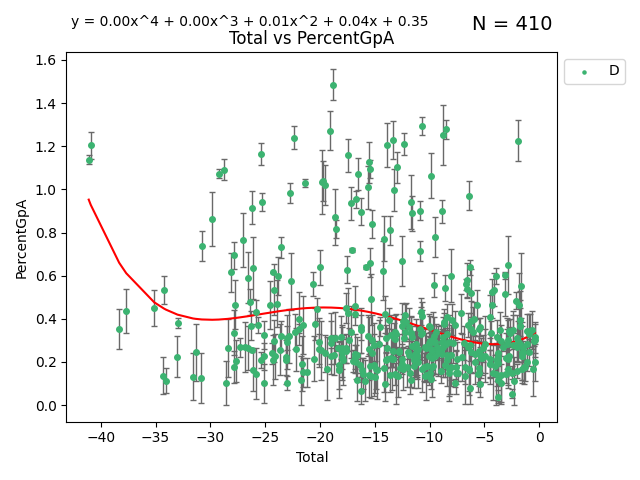 y = 0.00x^4 + 0.00x^3 + 0.01x^2 + 0.04x + 0.35
N = 410
Total vs PercentGpA
D
PercentGpA
1.6
1.4
1.2
1.0
0.8
0.6
0.4
0.2
0.0
−40 −35 −30 −25 −20 −15 −10 −5 0
Total